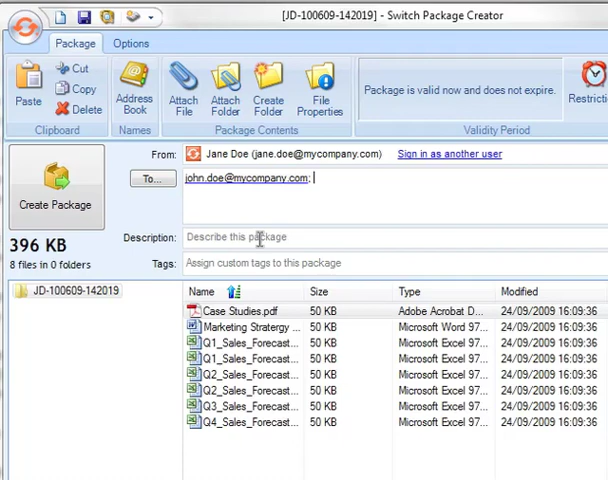 [JD-100609-142019] - Switch Package Creator
Package Options
Paste
Cut
Copy
Delete
Clipboard
Address Book
Names
Attach File
Attach Folder
Create Folder
File Properties
Package Contents
Package is valid now and does not expire.
Validity Period
Restricti
Create Package
From: Jane Doe (jane.doe@mycompany.com) Sign in as another user
To... john.doe@mycompany.com;
396 KB
8 files in 0 folders
Description: Describe this package
Tags: Assign custom tags to this package
JD-100609-142019
Name Size Type Modified
Case Studies.pdf 50 KB Adobe Acrobat D... 24/09/2009 16:09:36
Marketing Stratergy ... 50 KB Microsoft Word 97... 24/09/2009 16:09:36
Q1_Sales_Forecast... 50 KB Microsoft Excel 97... 24/09/2009 16:09:36
Q1_Sales_Forecast... 50 KB Microsoft Excel 97... 24/09/2009 16:09:36
Q2_Sales_Forecast... 50 KB Microsoft Excel 97... 24/09/2009 16:09:36
Q2_Sales_Forecast... 50 KB Microsoft Excel 97... 24/09/2009 16:09:36
Q3_Sales_Forecast... 50 KB Microsoft Excel 97... 24/09/2009 16:09:36
Q4_Sales_Forecast... 50 KB Microsoft Excel 97... 24/09/2009 16:09:36